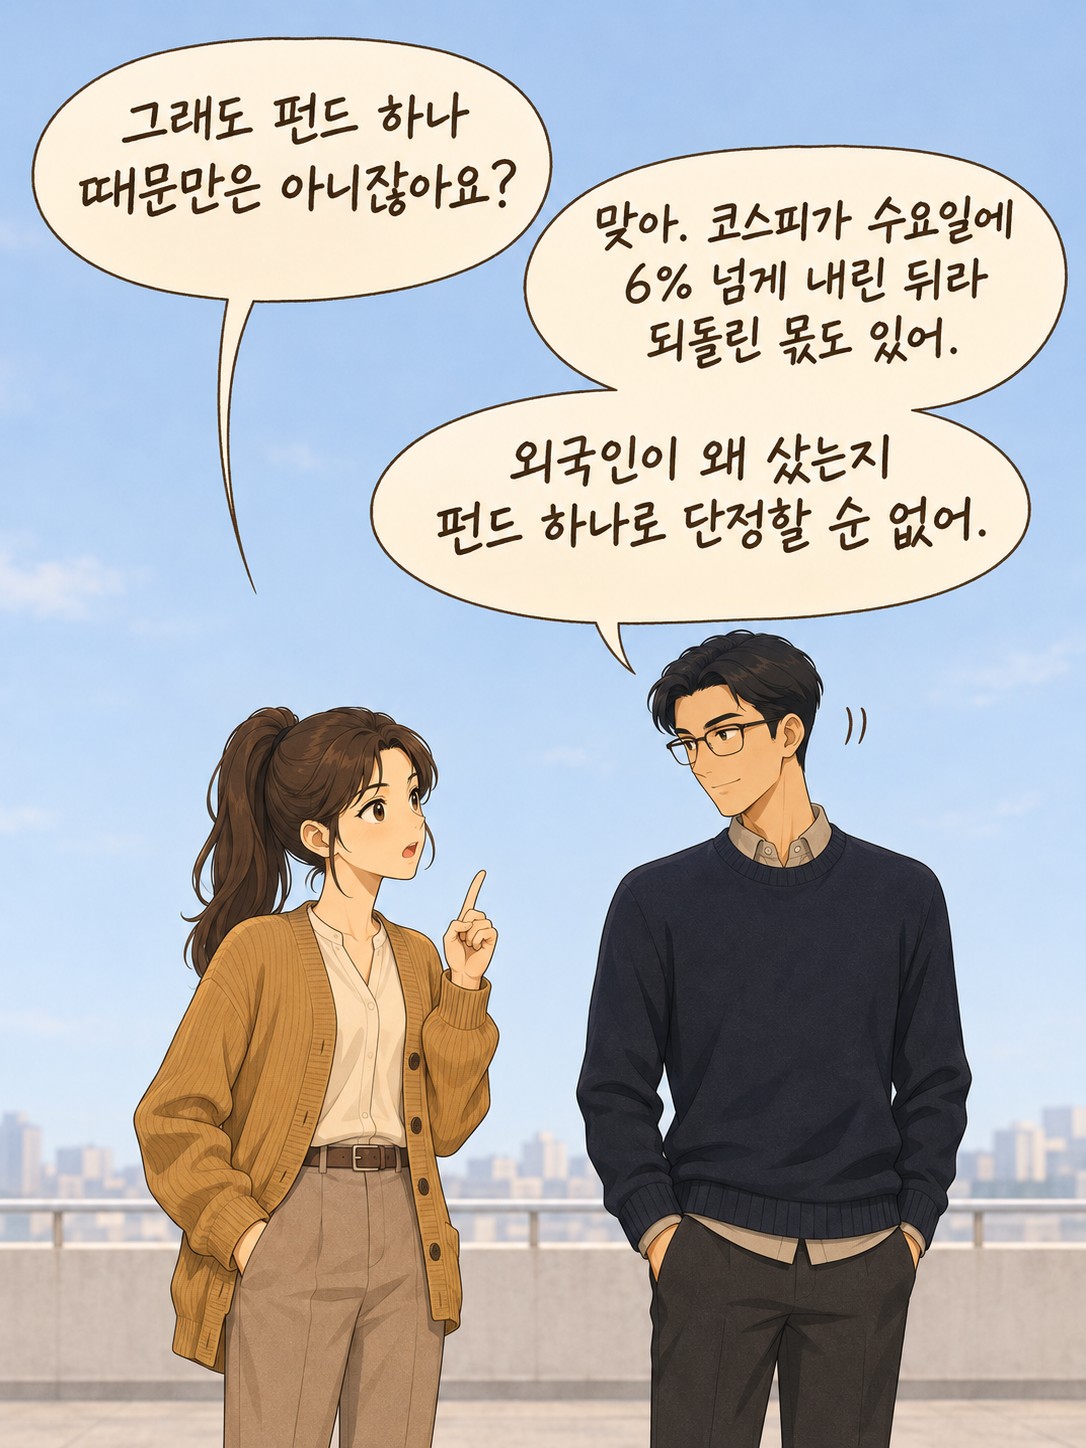 그래도 펀드 하나
때문만은 아니잖아요?
맞아. 코스피가 수요일에
6% 넘게 내린 뒤라
되돌린 몫도 있어.
외국인이 왜 샀는지
펀드 하나로 단정할 순 없어.